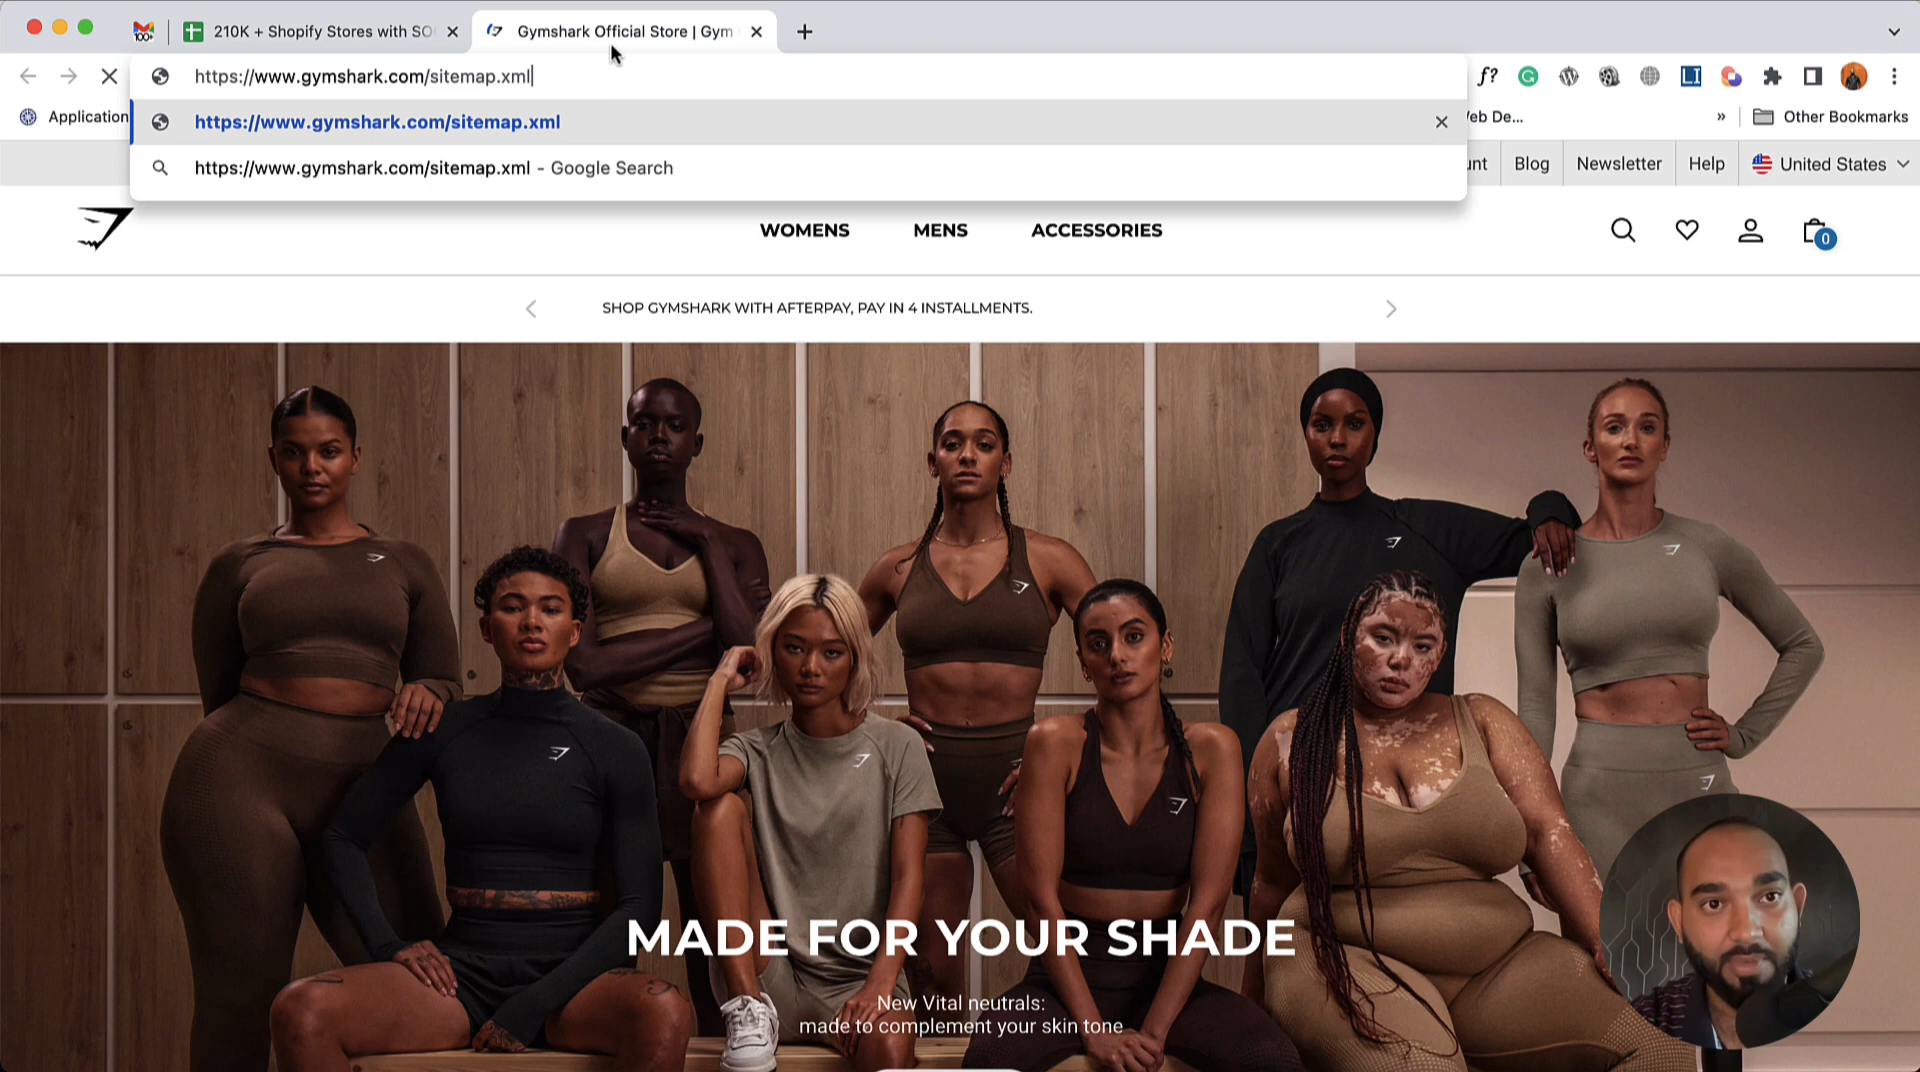 100+
210K + Shopify Stores with SO
Gymshark Official Store | Gym
https://www.gymshark.com/sitemap.xml
f?
LI
Application
https://www.gymshark.com/sitemap.xml
eb De...
»
Other Bookmarks
https://www.gymshark.com/sitemap.xml - Google Search
unt
Blog
Newsletter
Help
United States
WOMENS
MENS
ACCESSORIES
0
SHOP GYMSHARK WITH AFTERPAY, PAY IN 4 INSTALLMENTS.
MADE FOR YOUR SHADE
New Vital neutrals:
made to complement your skin tone